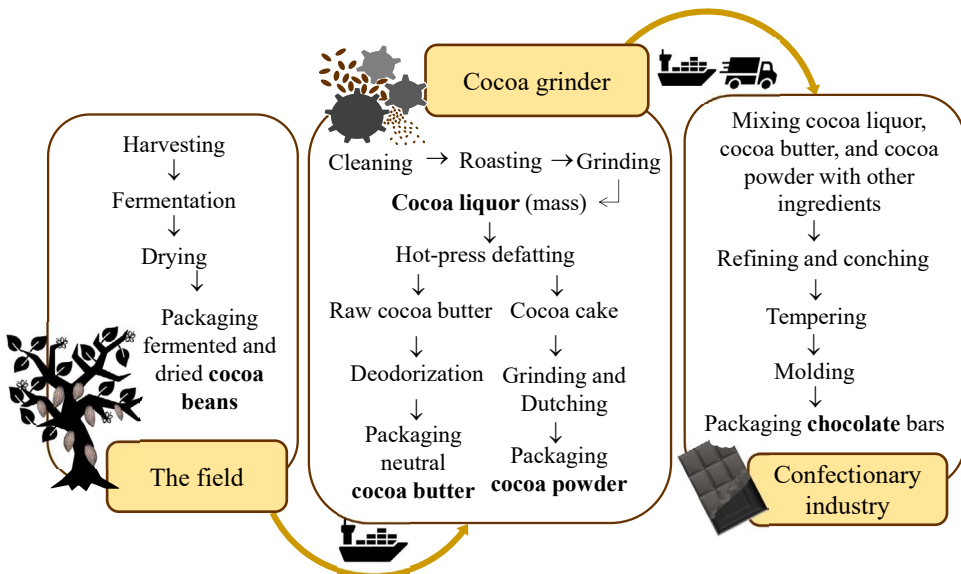 Harvesting
Fermentation
Drying
Packaging
fermented and
dried cocoa
beans
The field
Cocoa grinder
Cleaning → Roasting → Grinding
Cocoa liquor (mass)
Hot-press defatting
Raw cocoa butter
Deodorization
Packaging
neutral
cocoa butter
Cocoa cake
Grinding and
Dutching
Packaging
cocoa powder
Mixing cocoa liquor,
cocoa butter, and cocoa
powder with other
ingredients
Refining and conching
Tempering
Molding
Packaging chocolate bars
Confectionary
industry